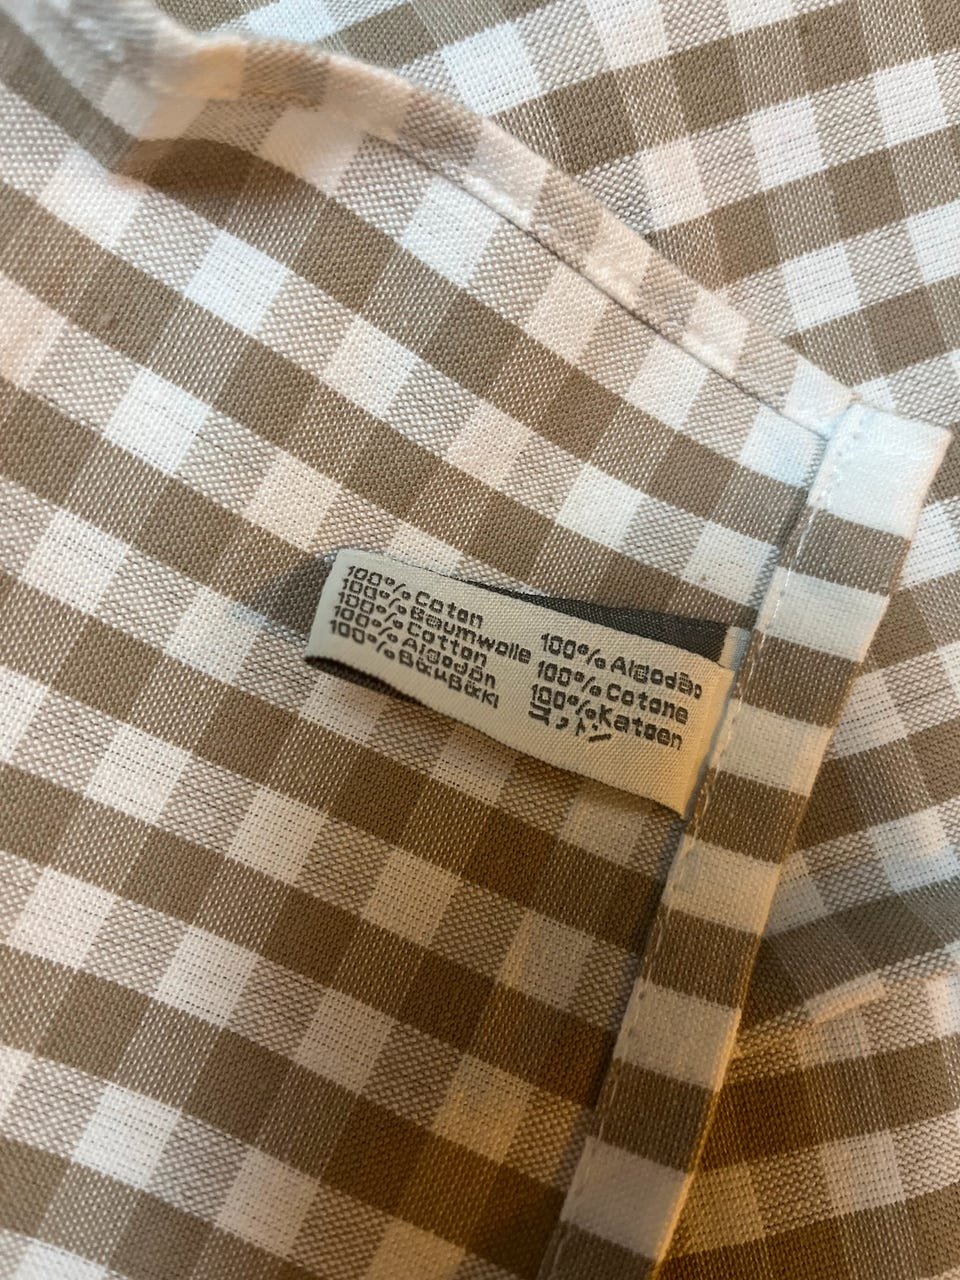 100%Coton
100%Baumwolle
100%Cotton
100%Algodón
100%Βαμβακι
100%Algodão
100%Cotone
100%Katoen
コットン